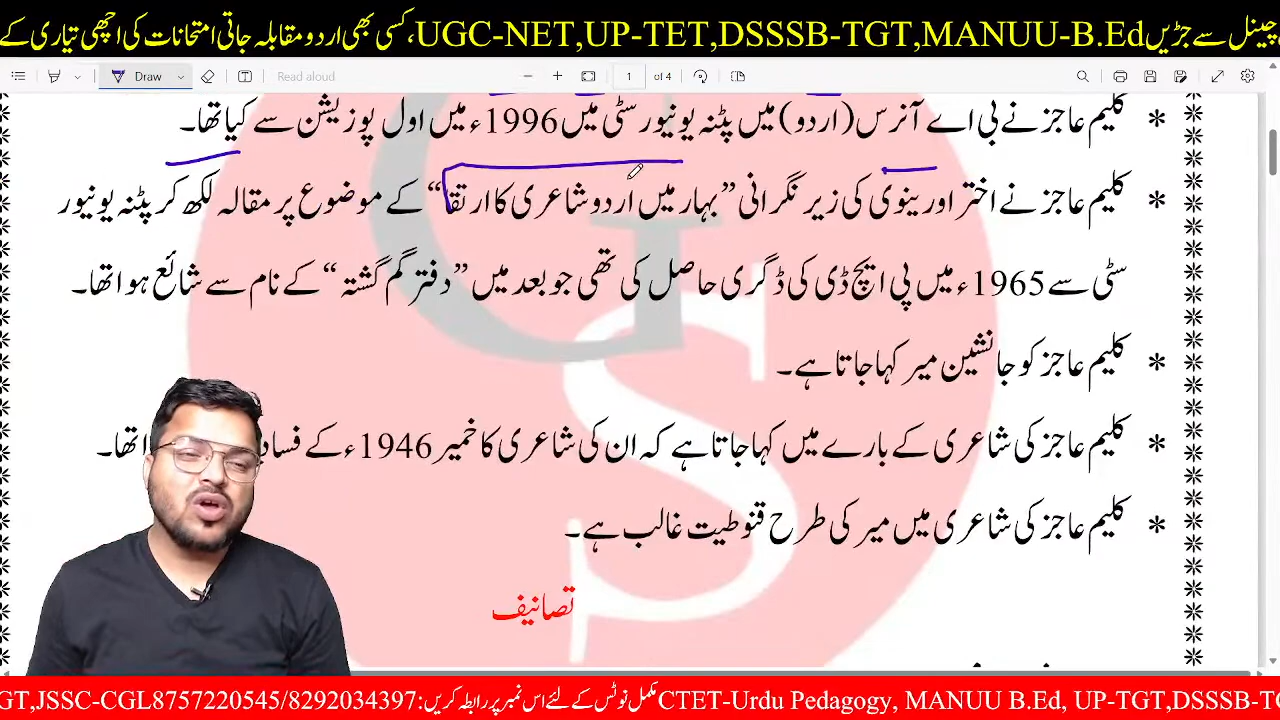 چینل سے جڑیں UGC-NET,UP-TET,DSSSB-TGT,MANUU-B.Ed، کسی بھی اردو مقابلہ جاتی امتحانات کی اچھی تیاری کے
Draw Read aloud 1 of 4
* کلیم عاجز نے بی اے آنرس (اردو) میں پٹنہ یونیورسٹی میں 1996ء میں اول پوزیشن سے کیا تھا۔
* کلیم عاجز نے اختر اورینوی کی زیر نگرانی ”بہار میں اردو شاعری کا ارتقا“ کے موضوع پر مقالہ لکھ کر پٹنہ یونیور
سٹی سے 1965ء میں پی ایچ ڈی کی ڈگری حاصل کی تھی جو بعد میں ”دفتر گم گشتہ“ کے نام سے شائع ہوا تھا۔
* کلیم عاجز کو جانشین میر کہا جاتا ہے۔
* کلیم عاجز کی شاعری کے بارے میں کہا جاتا ہے کہ ان کی شاعری کا خمیر 1946ء کے فساد
* کلیم عاجز کی شاعری میں میر کی طرح قنوطیت غالب ہے۔
تصانیف
GT,JSSC-CGL8757220545/8292034397:مکمل نوٹس کے لئے اس نمبر پر رابطہ کریں CTET-Urdu Pedagogy, MANUU B.Ed, UP-TGT,DSSSB-TG